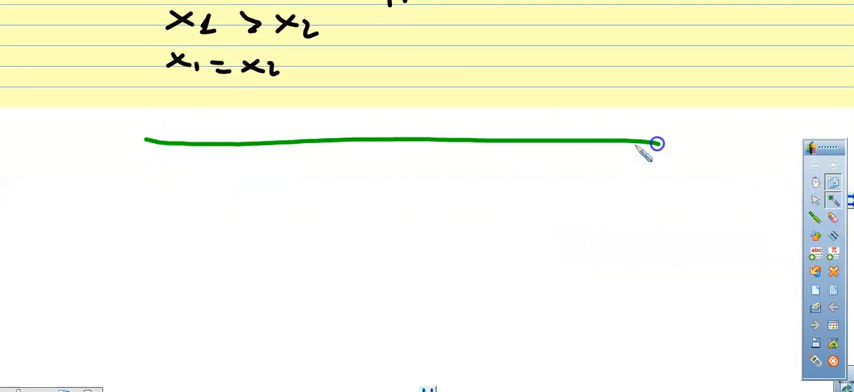 x1 > x2
x1 = x2